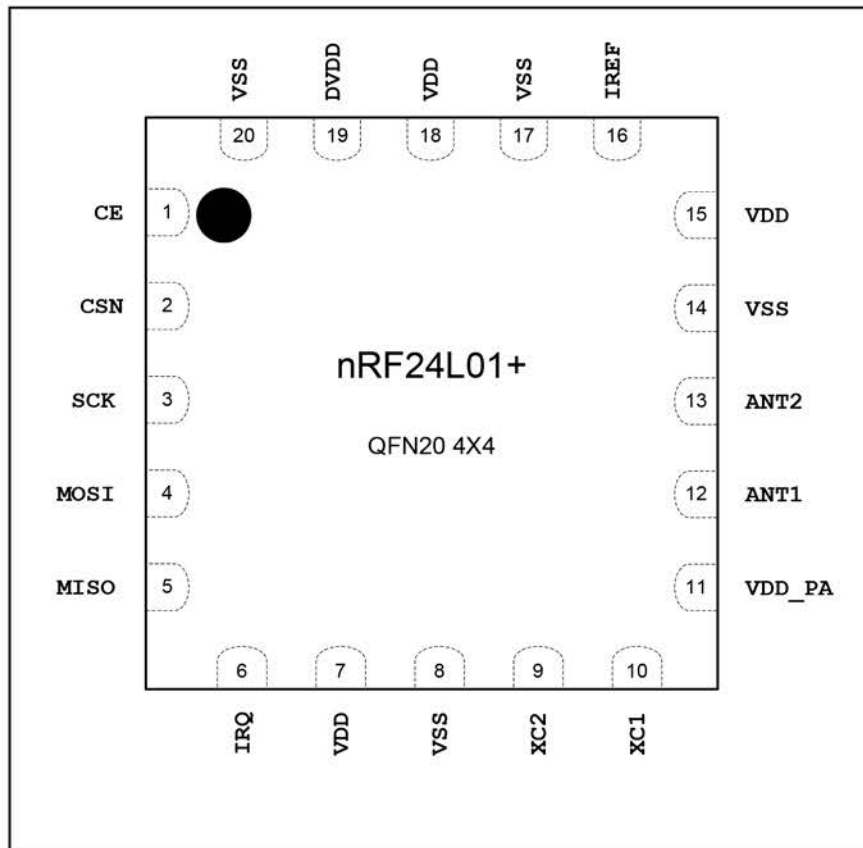 VSS DVDD VDD VSS IREF
20 19 18 17 16
CE 1 15 VDD
CSN 2 14 VSS
nRF24L01+
SCK 3 13 ANT2
QFN20 4X4
MOSI 4 12 ANT1
MISO 5 11 VDD_PA
6 7 8 9 10
IRQ VDD VSS XC2 XC1